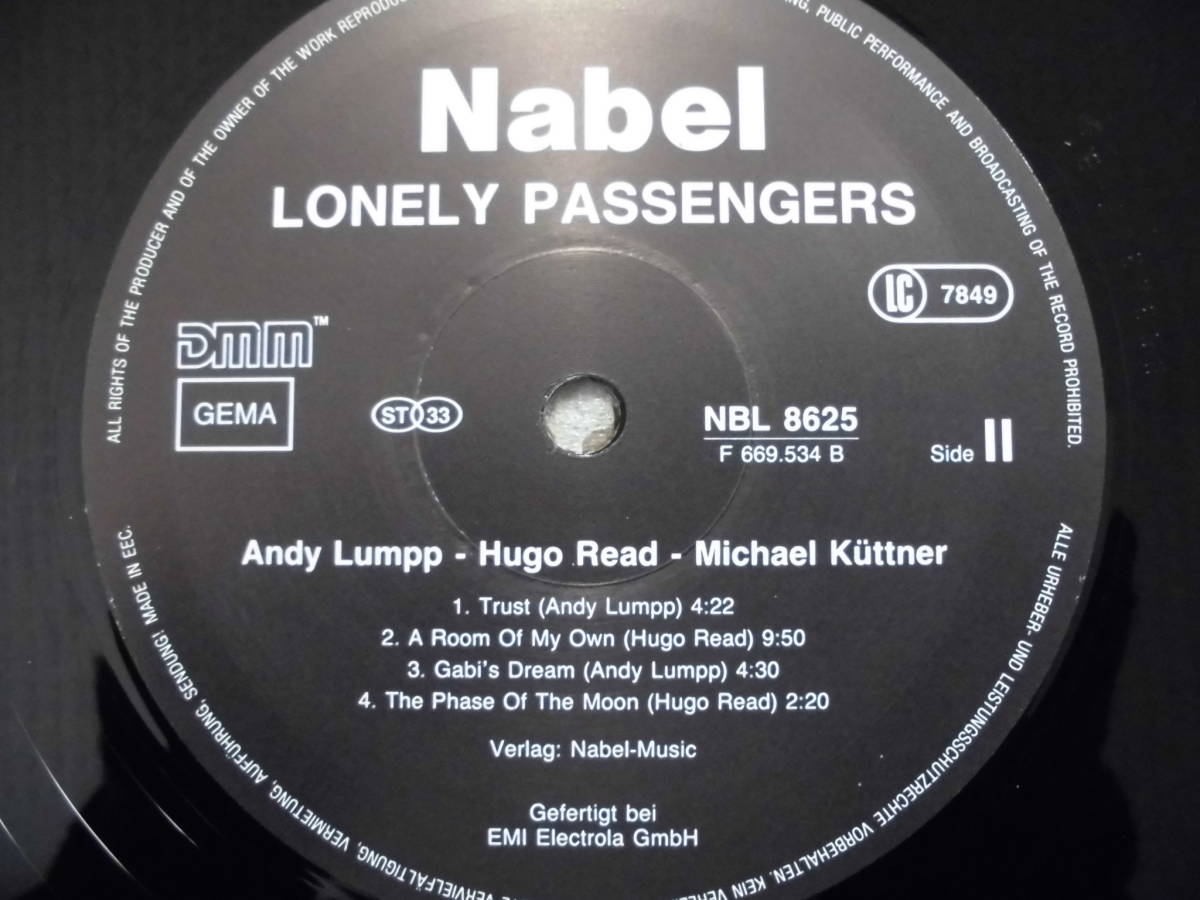 Nabel
LONELY PASSENGERS
LC 7849
DMM™
GEMA
ST 33
NBL 8625
F 669.534 B
Side II
Andy Lumpp - Hugo Read - Michael Küttner
1. Trust (Andy Lumpp) 4:22
2. A Room Of My Own (Hugo Read) 9:50
3. Gabi's Dream (Andy Lumpp) 4:30
4. The Phase Of The Moon (Hugo Read) 2:20
Verlag: Nabel-Music
Gefertigt bei
EMI Electrola GmbH
ALL RIGHTS OF THE PRODUCER AND OF THE OWNER OF THE WORK
PUBLIC PERFORMANCE AND BROADCASTING OF THE RECORD PROHIBITED.
ALLE URHEBER- UND LEISTUNGSSCHUTZRECHTE VORBEHALTEN. KEIN
VERVIELFÄLTIGUNG, VERMIETUNG, AUFFÜHRUNG, SENDUNG! MADE IN EEC.